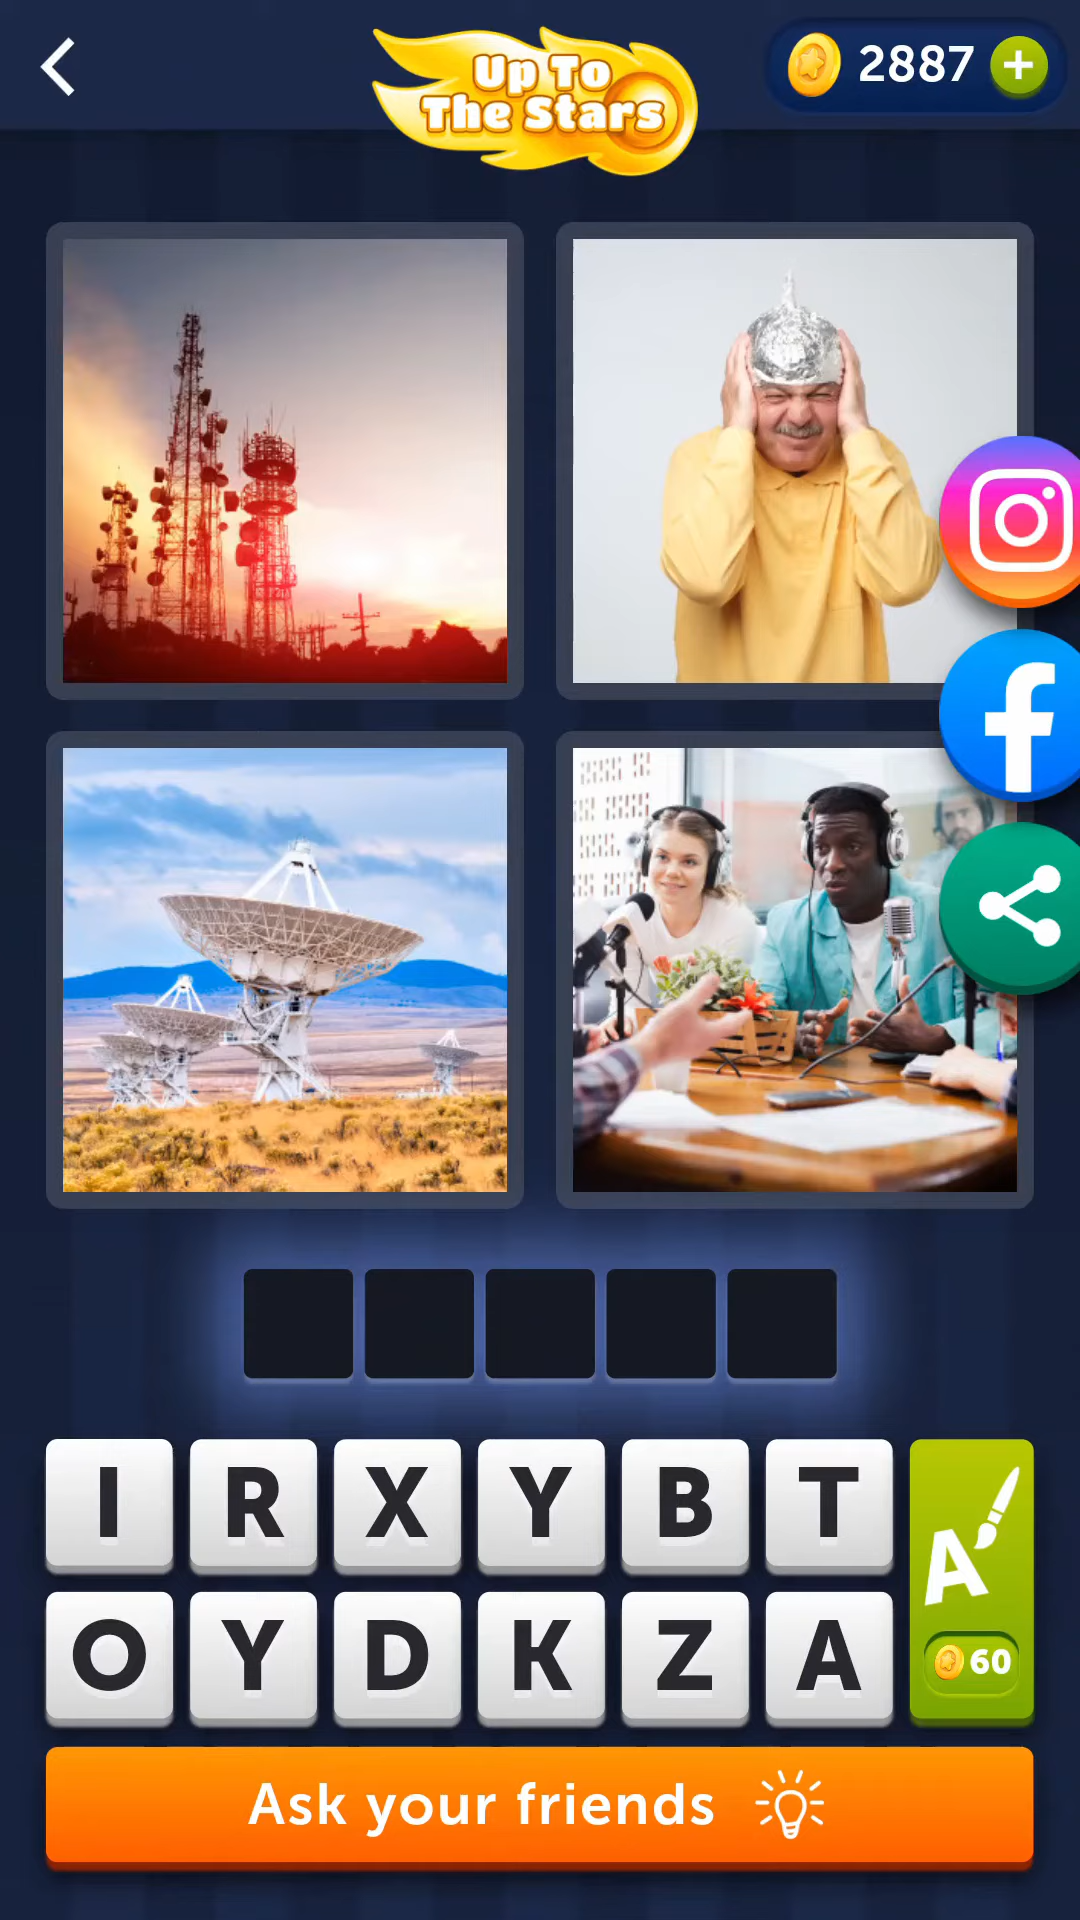 Up To
The Stars
2887
I R X Y B T
O Y D K Z A
A
60
Ask your friends